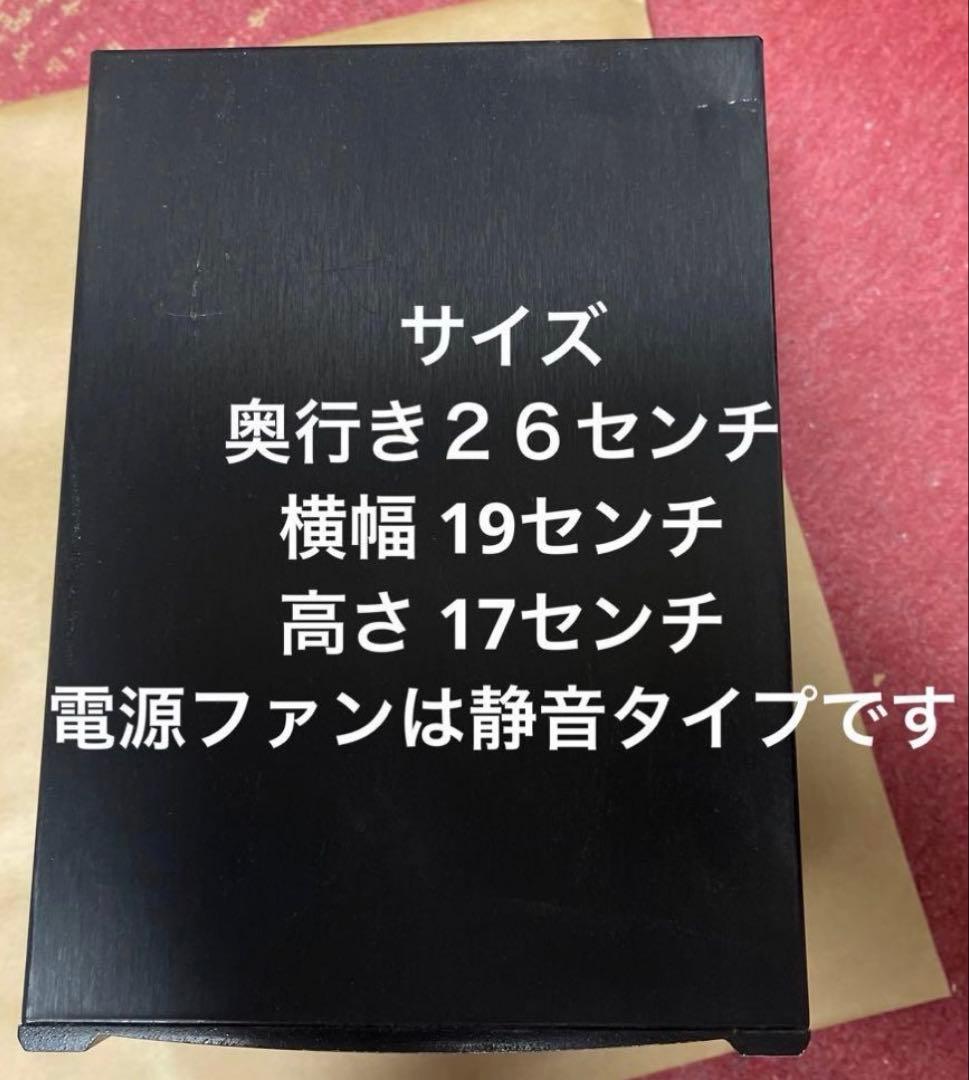 サイズ
奥行き２６センチ
横幅 19センチ
高さ 17センチ
電源ファンは静音タイプです